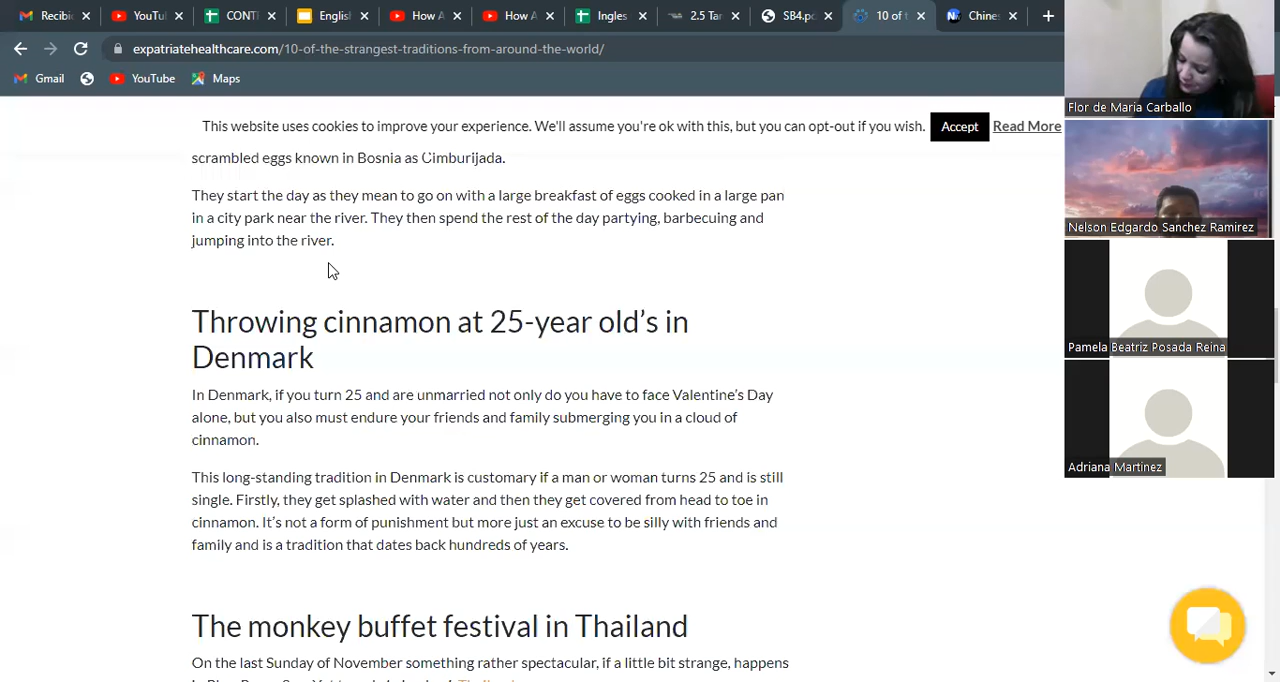 Recibi
YouTu
CONT
Englis
How A
How A
Ingles
2.5 Tar
SB4.pc
10 of t
Chine
expatriatehealthcare.com/10-of-the-strangest-traditions-from-around-the-world/
Gmail
YouTube
Maps
This website uses cookies to improve your experience. We'll assume you're ok with this, but you can opt-out if you wish.
Accept
Read More
scrambled eggs known in Bosnia as Cimburijada.
They start the day as they mean to go on with a large breakfast of eggs cooked in a large pan
in a city park near the river. They then spend the rest of the day partying, barbecuing and
jumping into the river.
Throwing cinnamon at 25-year old's in
Denmark
In Denmark, if you turn 25 and are unmarried not only do you have to face Valentine's Day
alone, but you also must endure your friends and family submerging you in a cloud of
cinnamon.
This long-standing tradition in Denmark is customary if a man or woman turns 25 and is still
single. Firstly, they get splashed with water and then they get covered from head to toe in
cinnamon. It's not a form of punishment but more just an excuse to be silly with friends and
family and is a tradition that dates back hundreds of years.
The monkey buffet festival in Thailand
On the last Sunday of November something rather spectacular, if a little bit strange, happens
Flor de María Carballo
Nelson Edgardo Sanchez Ramirez
Pamela Beatriz Posada Reina
Adriana Martinez